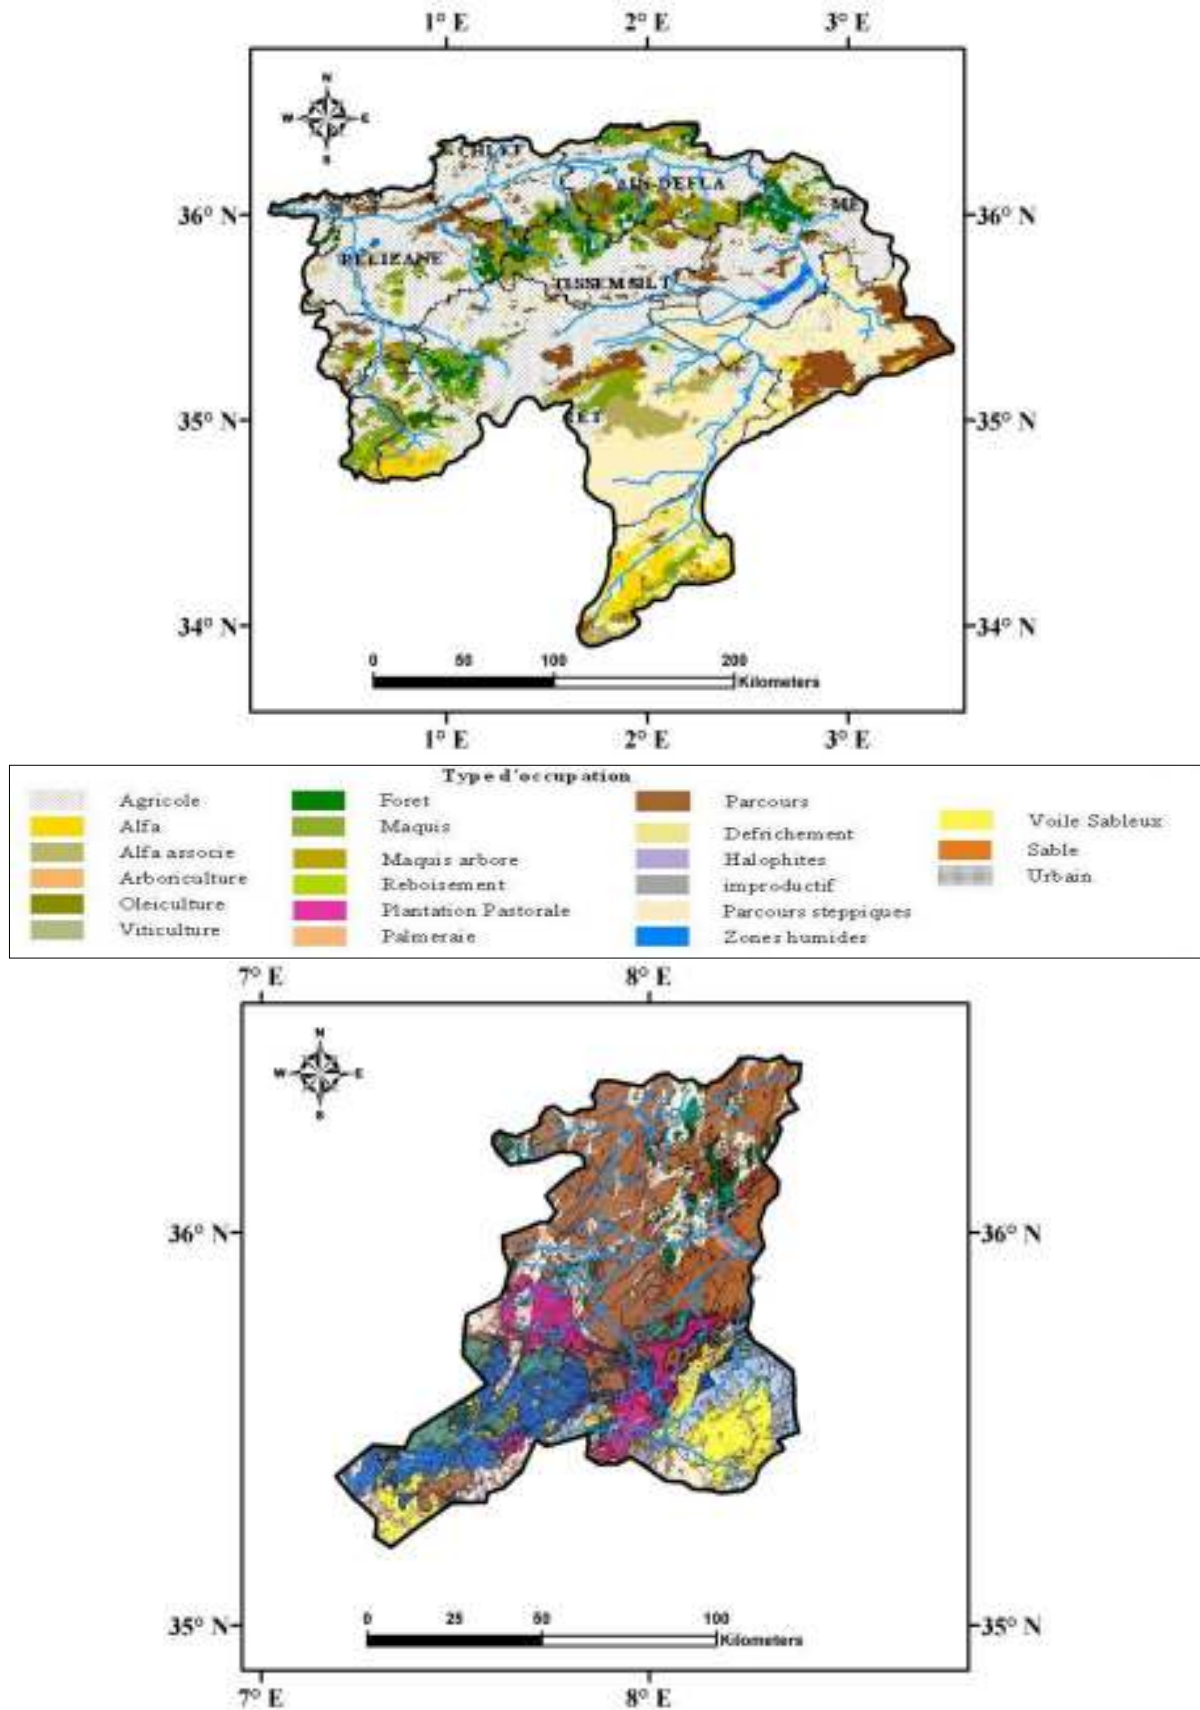 1° E 2° E 3° E
N
W E
S
CHLEF
AIN-DEFLA
36° N ME 36° N
RELIZANE
TISSEMSILT
35° N RET 35° N
34° N 34° N
0 50 100 200
Kilometers
1° E 2° E 3° E
Type d'occupation
Agricole Foret Parcours Voile Sableux
Alfa Maquis Defrichement Sable
Alfa associe Maquis arbore Halophites Urbain
Arboriculture Reboisement improductif
Oleiculture Plantation Pastorale Parcours steppiques
Viticulture Palmeraie Zones humides
7° E 8° E
N
W E
S
36° N 36° N
35° N 35° N
0 25 50 100
Kilometers
7° E 8° E